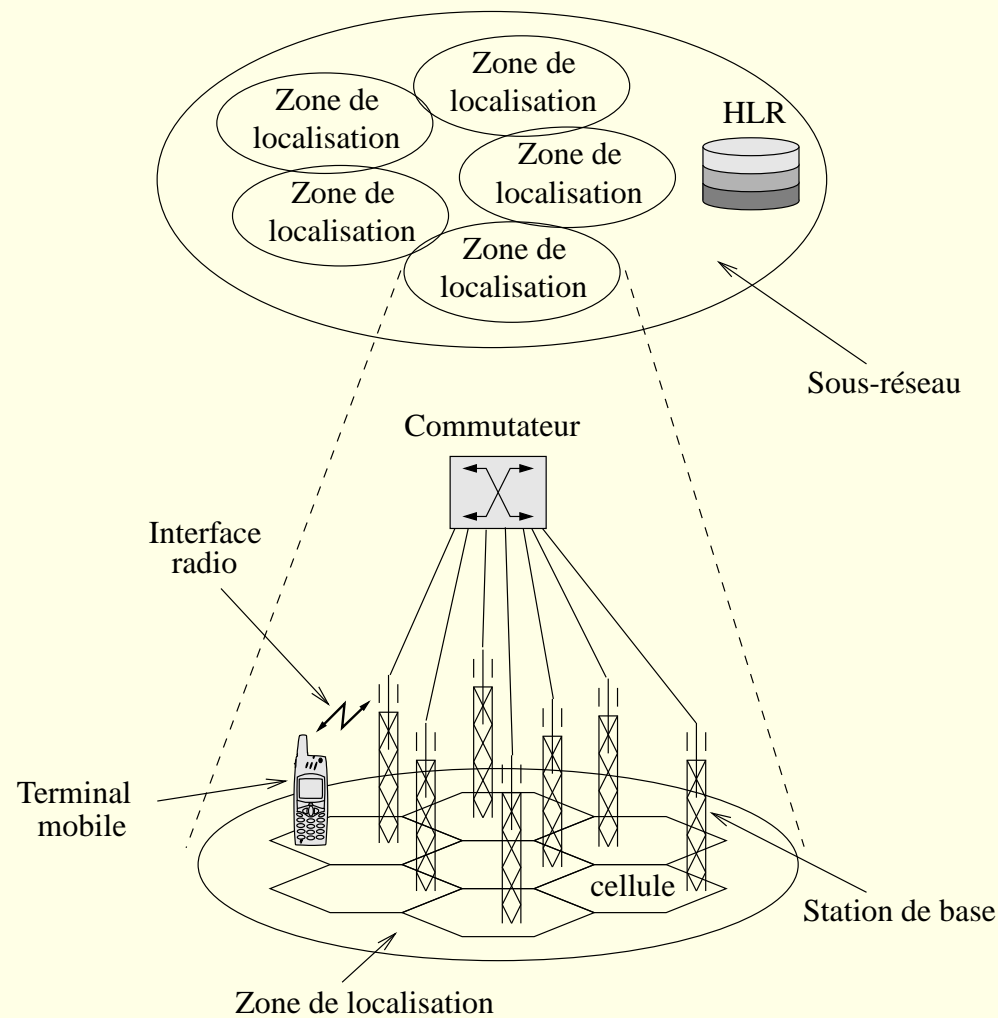 Zone de
localisation
Zone de
localisation
HLR
Zone de
localisation
Zone de
localisation
Zone de
localisation
Sous-réseau
Commutateur
Interface
radio
Terminal
mobile
cellule
Station de base
Zone de localisation